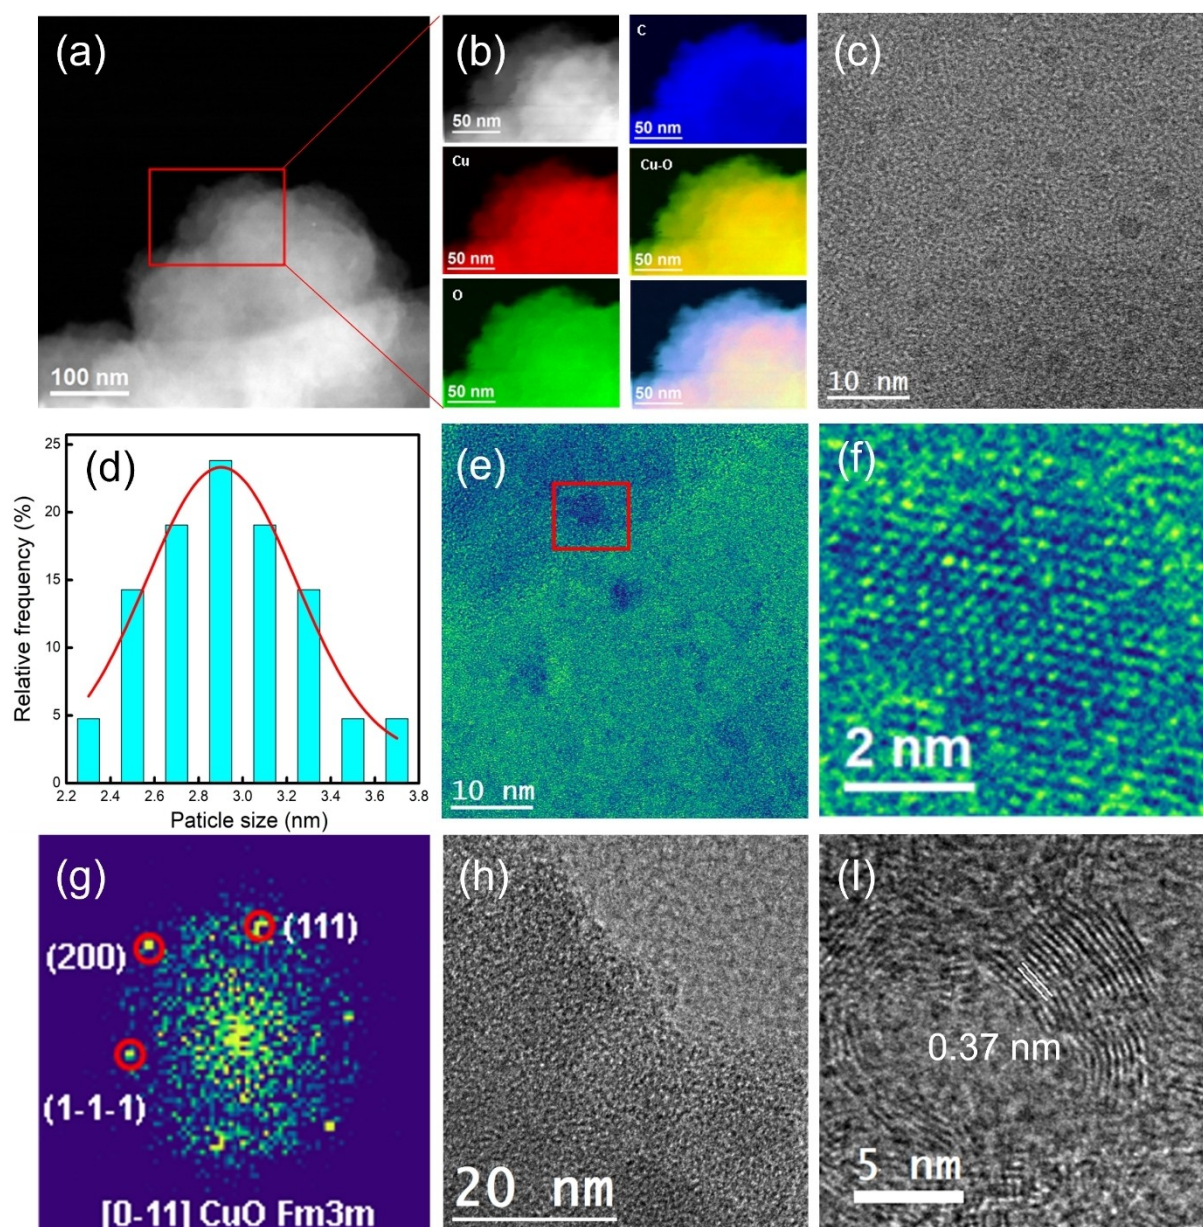 (a)
100 nm
(b)
50 nm
C
50 nm
Cu
50 nm
Cu-O
50 nm
O
50 nm
50 nm
(c)
10 nm
(d)
Relative frequency (%)
25
20
15
10
5
0
2.2 2.4 2.6 2.8 3.0 3.2 3.4 3.6 3.8
Paticle size (nm)
(e)
10 nm
(f)
2 nm
(g)
(111)
(200)
(1-1-1)
[0-11] CuO Fm3m
(h)
20 nm
(I)
0.37 nm
5 nm